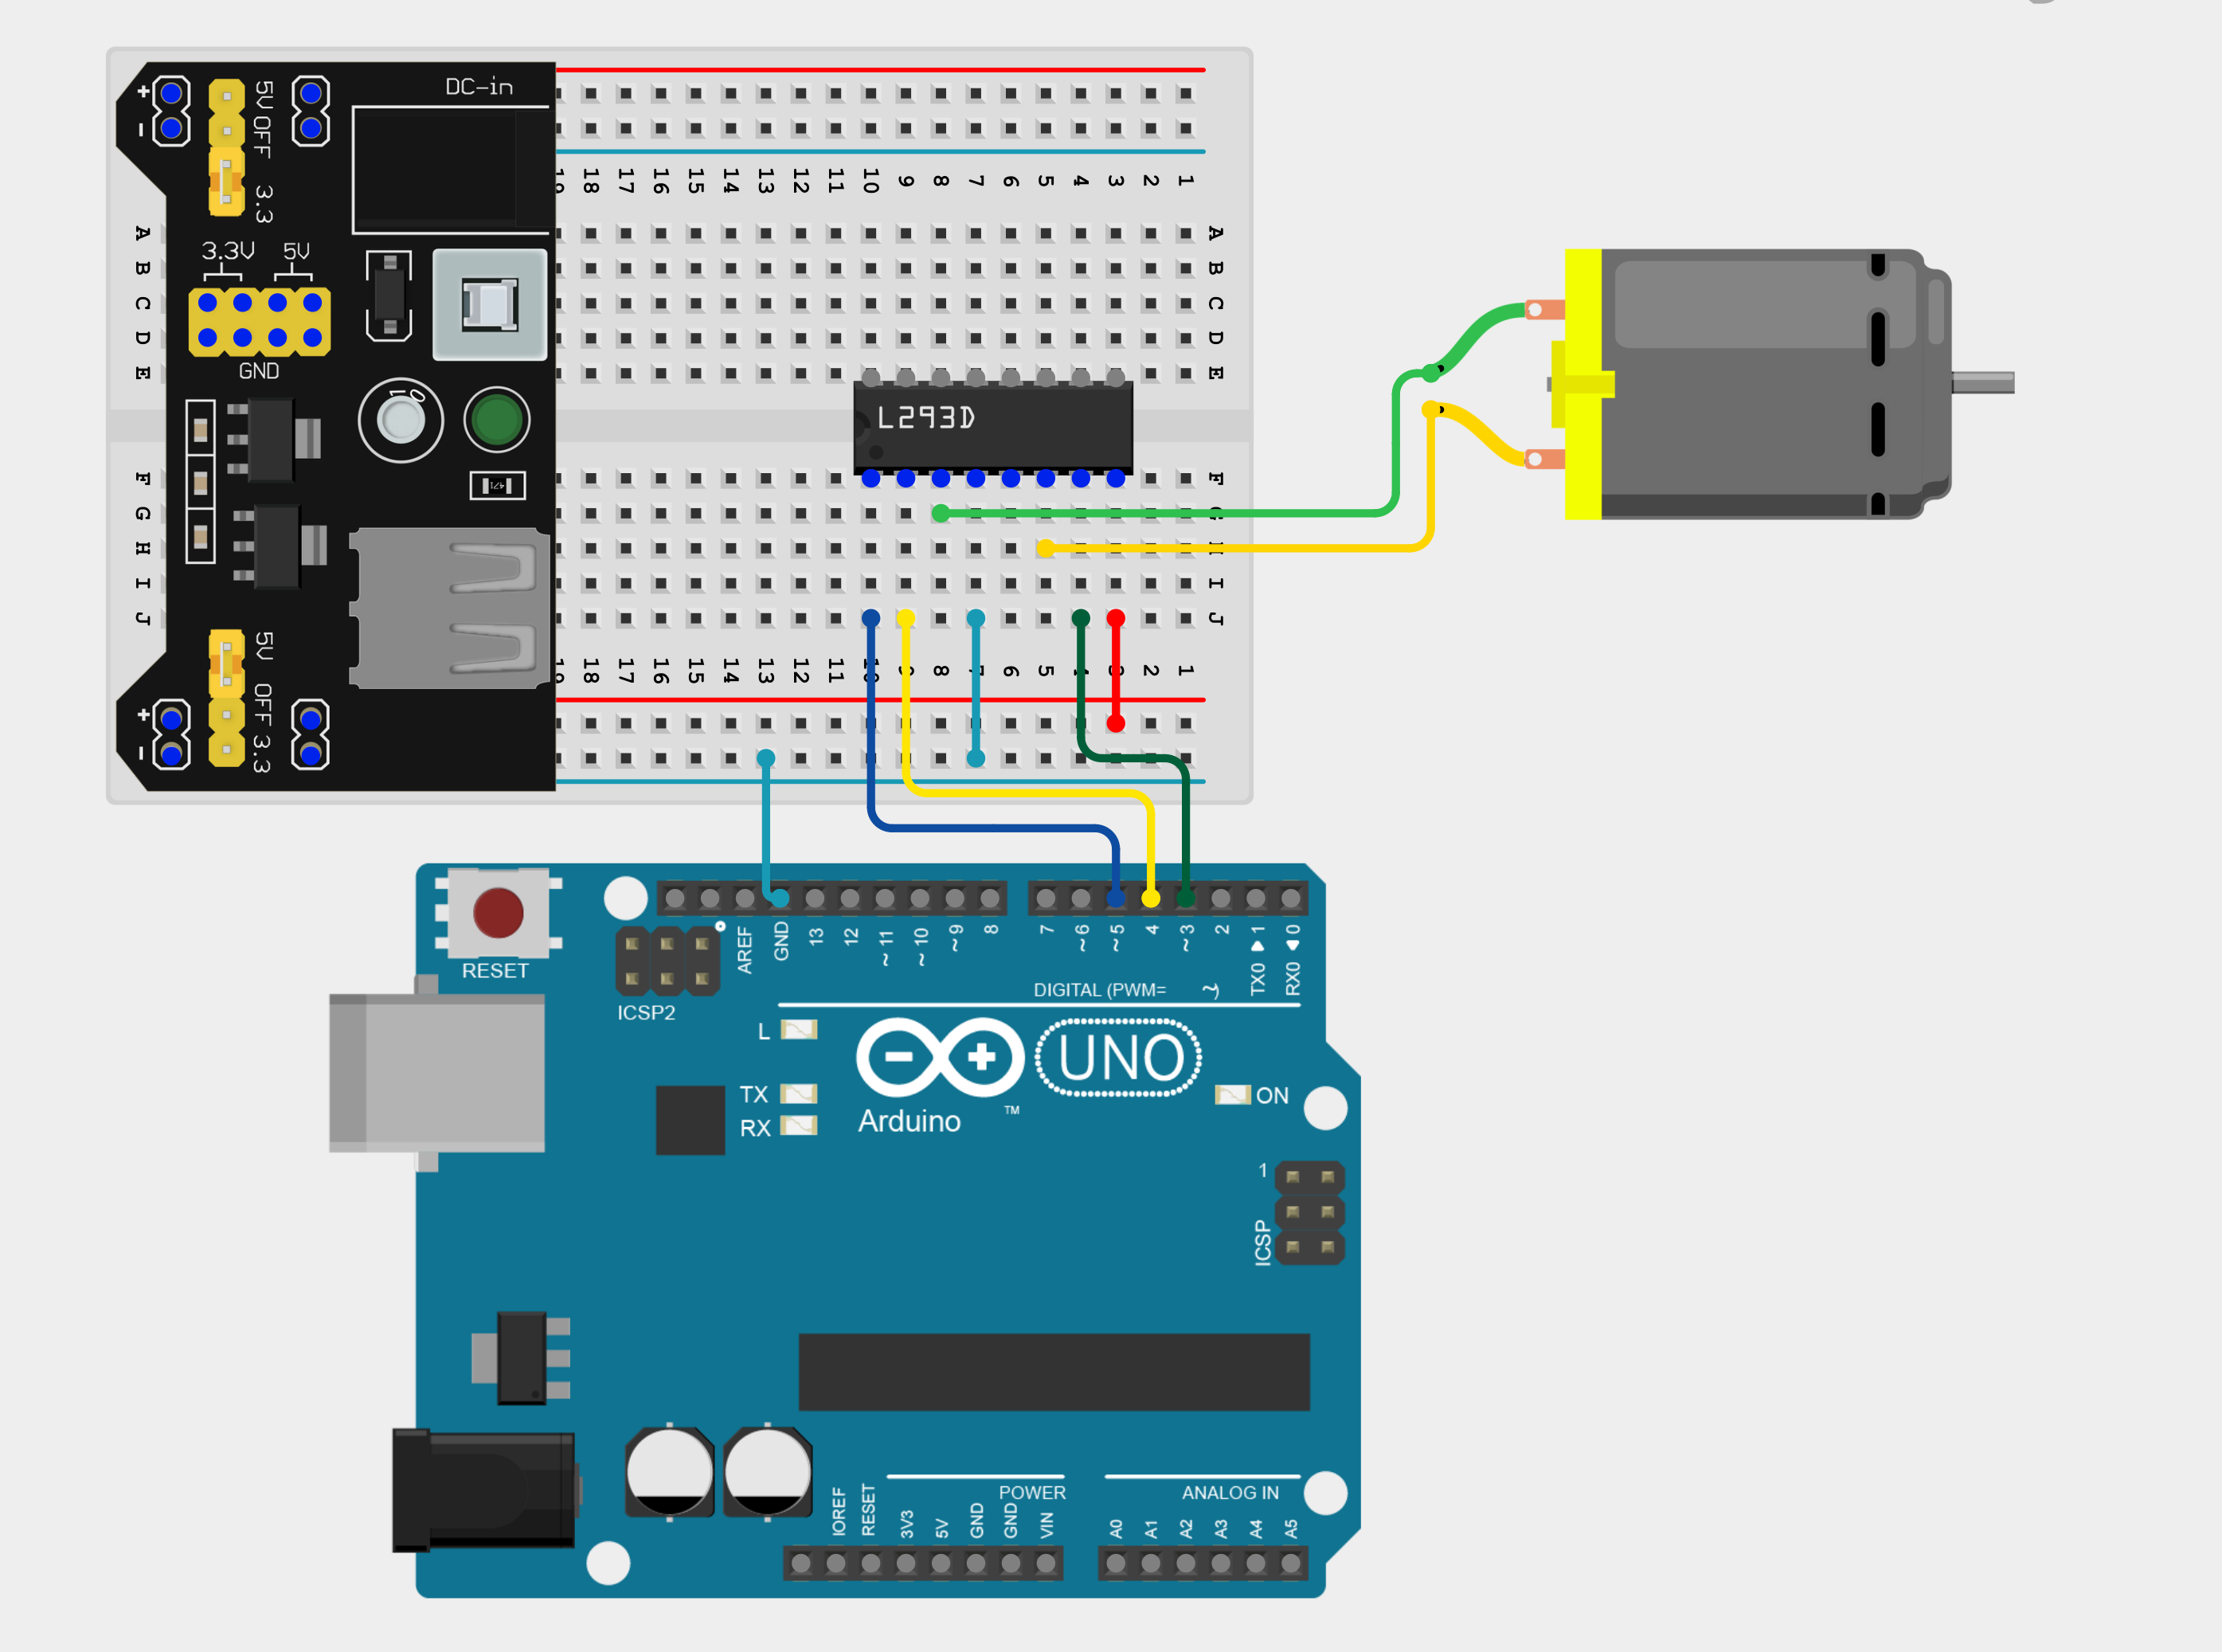 DC-in
+
-
5V
OFF
3.3
19 18 17 16 15 14 13 12 11 10 9 8 7 6 5 4 3 2 1
A A
B B
3.3V 5V
C C
D D
E E
GND
10
L293D
F F
G G
471
H H
I I
J J
5V
OFF
3.3
+
-
19 18 17 16 15 14 13 12 11 10 9 8 7 6 5 4 3 2 1
RESET
AREF
GND
13
12
~11
~10
~9
8
7
~6
~5
4
~3
2
TX0 ▶ 1
RX0 ◀ 0
ICSP2
DIGITAL (PWM= ~)
L
TX
RX
UNO
Arduino
™
ON
1
ICSP
POWER
ANALOG IN
IOREF
RESET
3V3
5V
GND
GND
VIN
A0
A1
A2
A3
A4
A5